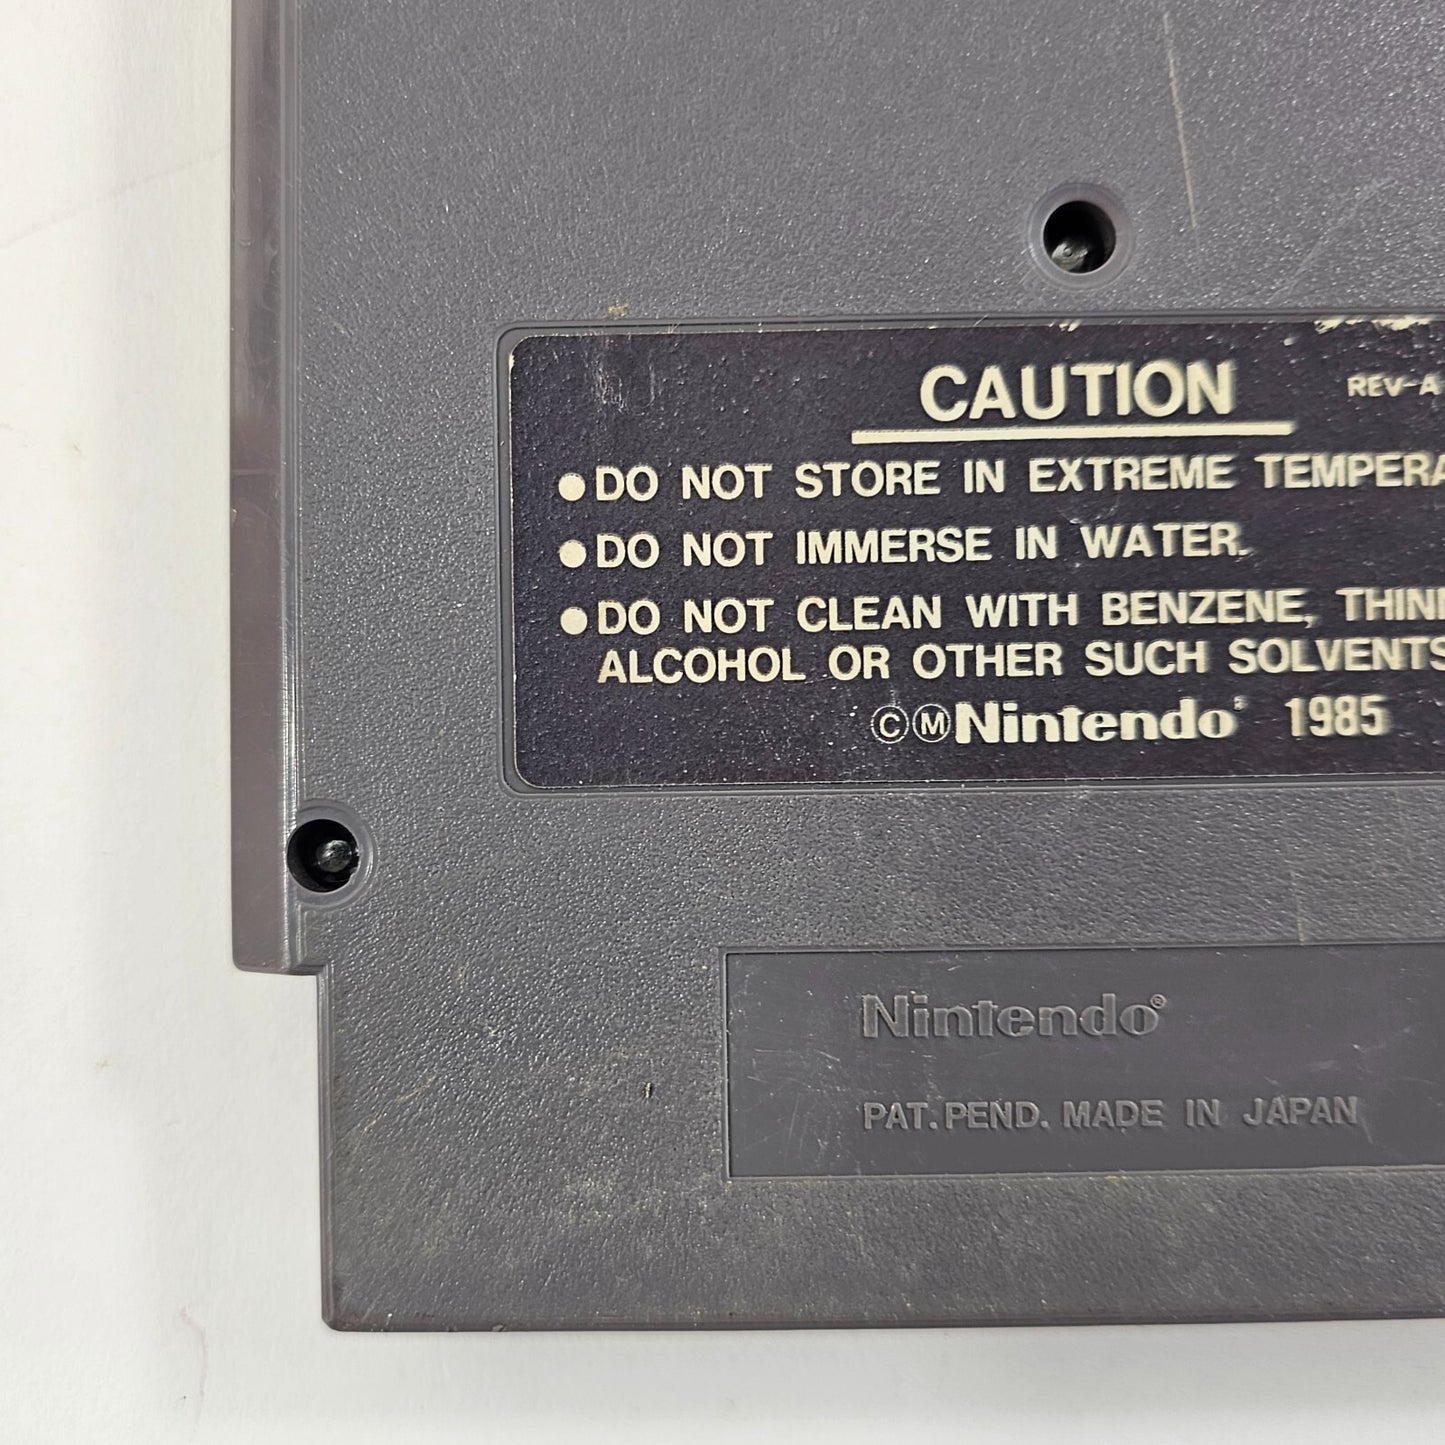 CAUTION REV-A
●DO NOT STORE IN EXTREME TEMPERA
●DO NOT IMMERSE IN WATER.
●DO NOT CLEAN WITH BENZENE, THIN
ALCOHOL OR OTHER SUCH SOLVENTS
©ⓂNintendo® 1985
Nintendo®
PAT. PEND. MADE IN JAPAN